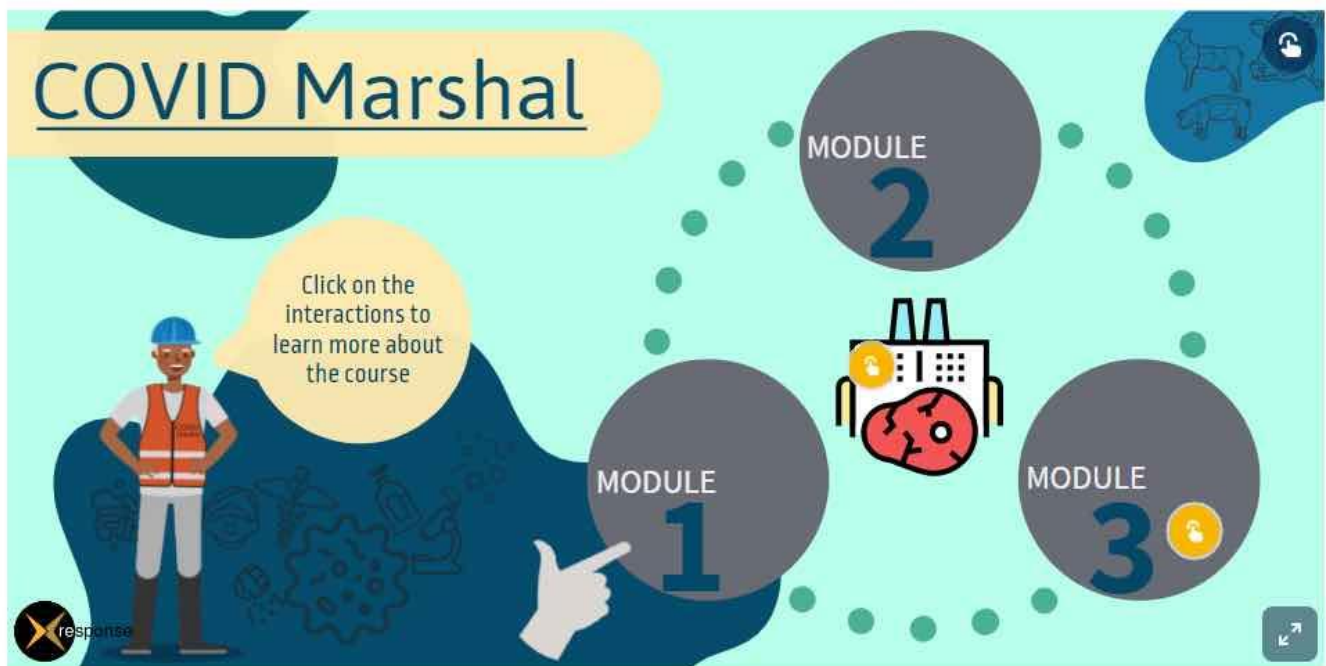 COVID Marshal
MODULE
2
Click on the
interactions to
learn more about
the course
MODULE
1
MODULE
3
response